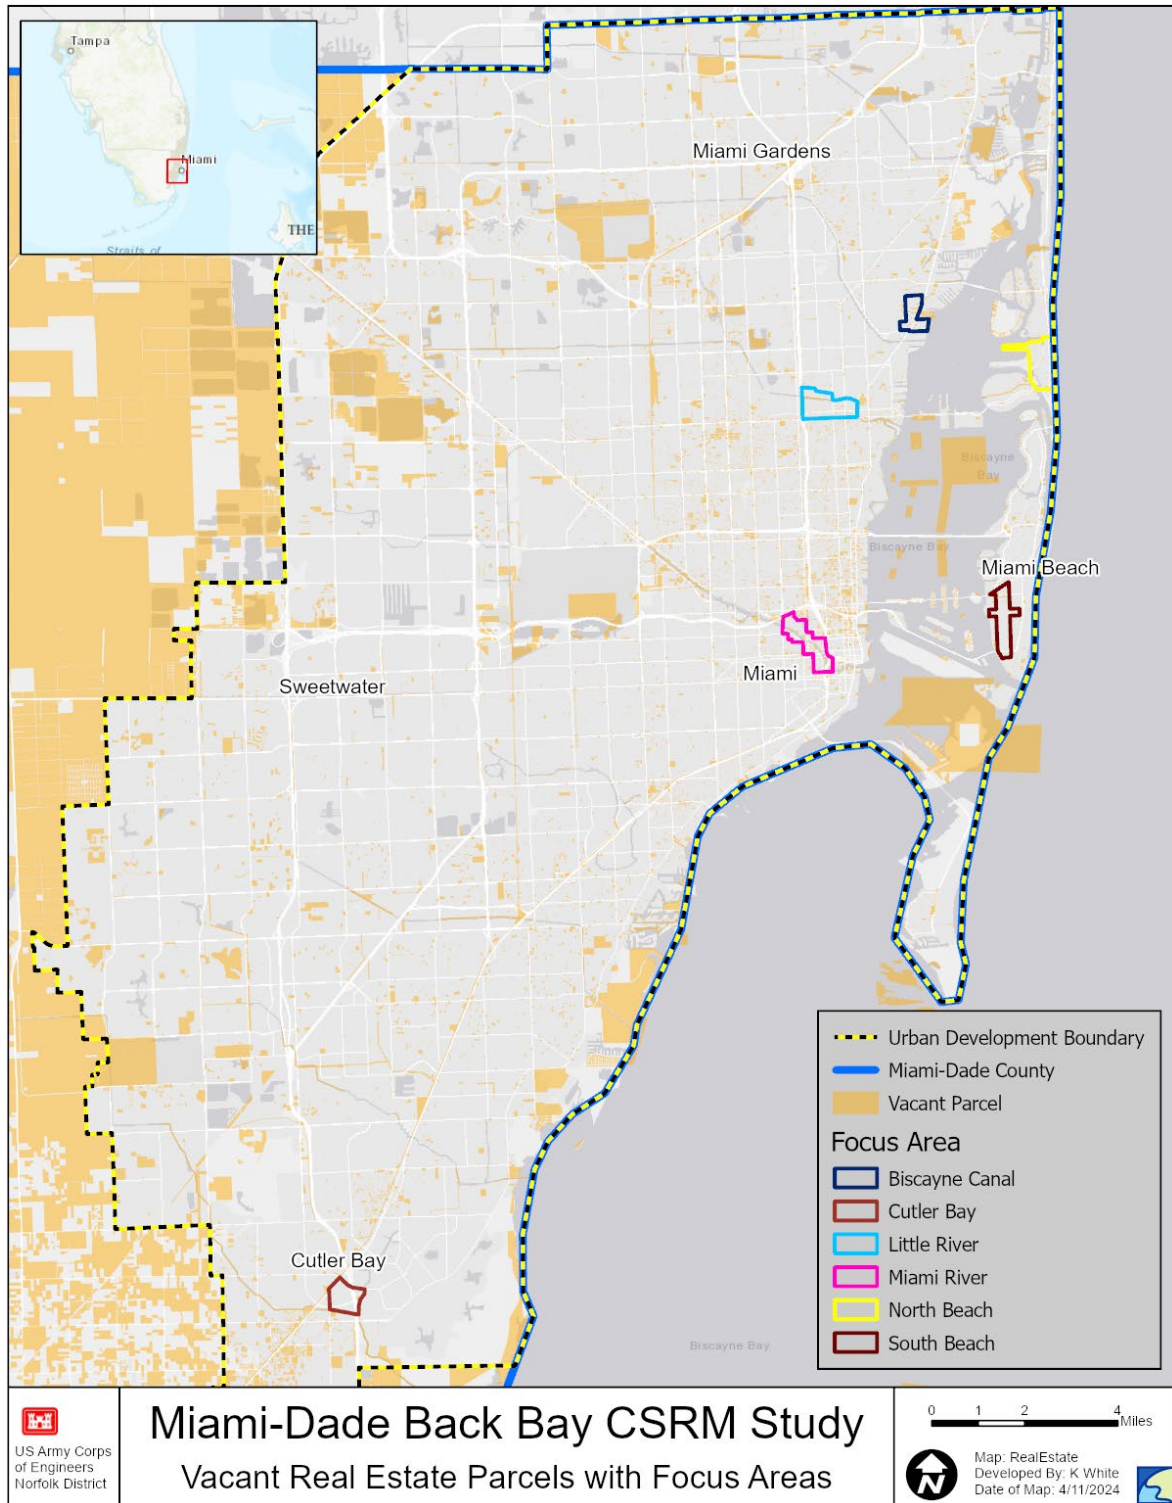 Tampa
Miami
THE
Straits of
Miami Gardens
Biscayne
Bay
Biscayne Bay
Miami Beach
Miami
Sweetwater
Cutler Bay
Biscayne Bay
Urban Development Boundary
Miami-Dade County
Vacant Parcel
Focus Area
Biscayne Canal
Cutler Bay
Little River
Miami River
North Beach
South Beach
US Army Corps
of Engineers
Norfolk District
Miami-Dade Back Bay CSRM Study
Vacant Real Estate Parcels with Focus Areas
0 1 2 4
Miles
N
Map: RealEstate
Developed By: K White
Date of Map: 4/11/2024